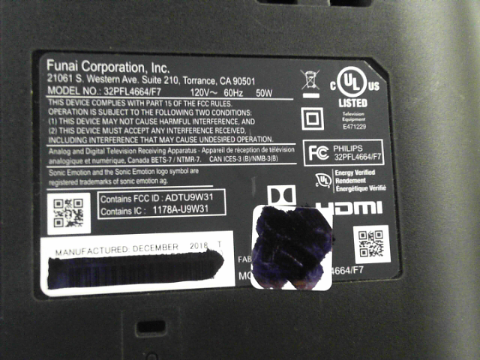 Funai Corporation, Inc.
21061 S. Western Ave. Suite 210, Torrance, CA 90501
MODEL NO.: 32PFL4664/F7 120V~ 60Hz 50W
THIS DEVICE COMPLIES WITH PART 15 OF THE FCC RULES.
OPERATION IS SUBJECT TO THE FOLLOWING TWO CONDITIONS:
(1) THIS DEVICE MAY NOT CAUSE HARMFUL INTERFERENCE, AND
(2) THIS DEVICE MUST ACCEPT ANY INTERFERENCE RECEIVED,
INCLUDING INTERFERENCE THAT MAY CAUSE UNDESIRED OPERATION.
Analog and Digital Television Receiving Apparatus - Appareils de réception de télévision
analogique et numérique, Canada BETS-7 / NTMR-7. CAN ICES-3 (B)/NMB-3(B)
Sonic Emotion and the Sonic Emotion logo symbol are
registered trademarks of sonic emotion ag.
Contains FCC ID : ADTU9W31
Contains IC : 1178A-U9W31
MANUFACTURED: DECEMBER 2018 T
C UL US
LISTED
Television
Equipment
E471229
FC
PHILIPS
32PFL4664/F7
Energy Verified
Rendement
Énergétique Vérifié
HDMI
FAB
MO
4664/F7